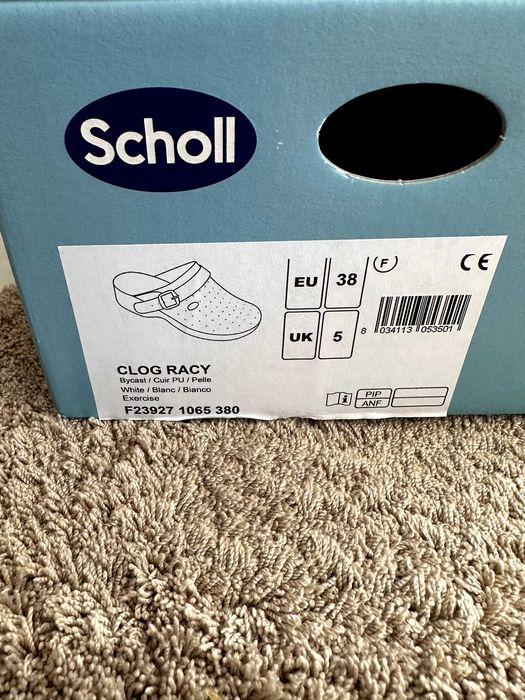 Scholl
EU 38 (F) CE
UK 5
8 034113 053501
CLOG RACY
Bycast / Cuir PU / Pelle
White / Blanc / Bianco
Exercise
F23927 1065 380
PIP
ANF